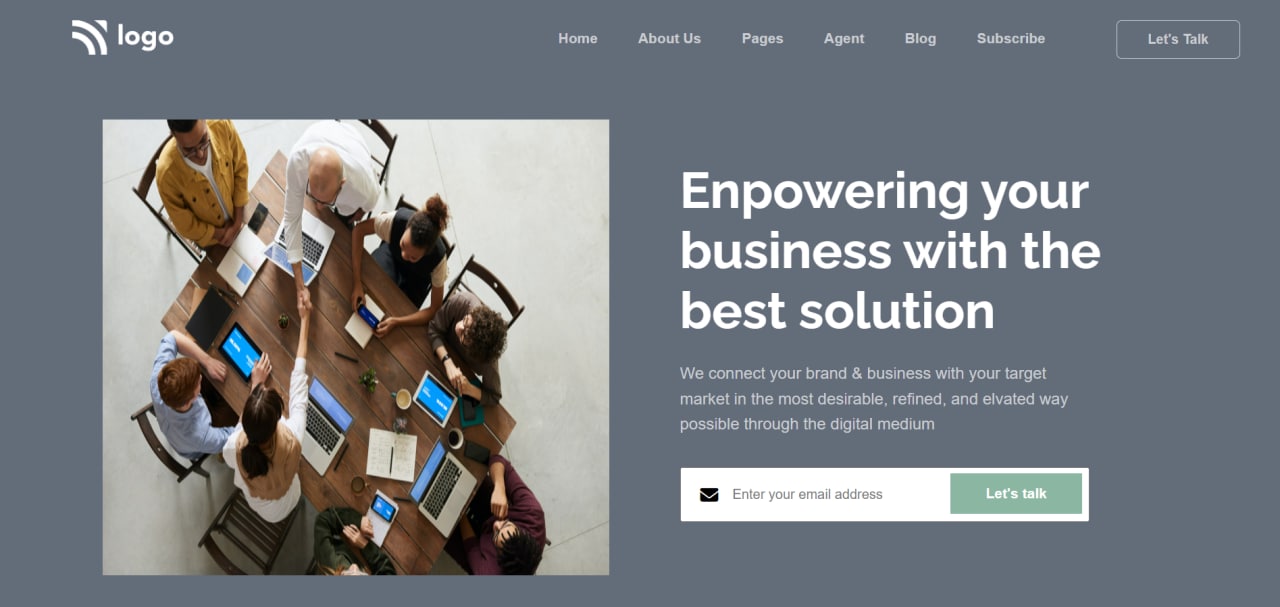 logo
Home About Us Pages Agent Blog Subscribe Let's Talk
Enpowering your
business with the
best solution
We connect your brand & business with your target
market in the most desirable, refined, and elvated way
possible through the digital medium
Enter your email address Let's talk